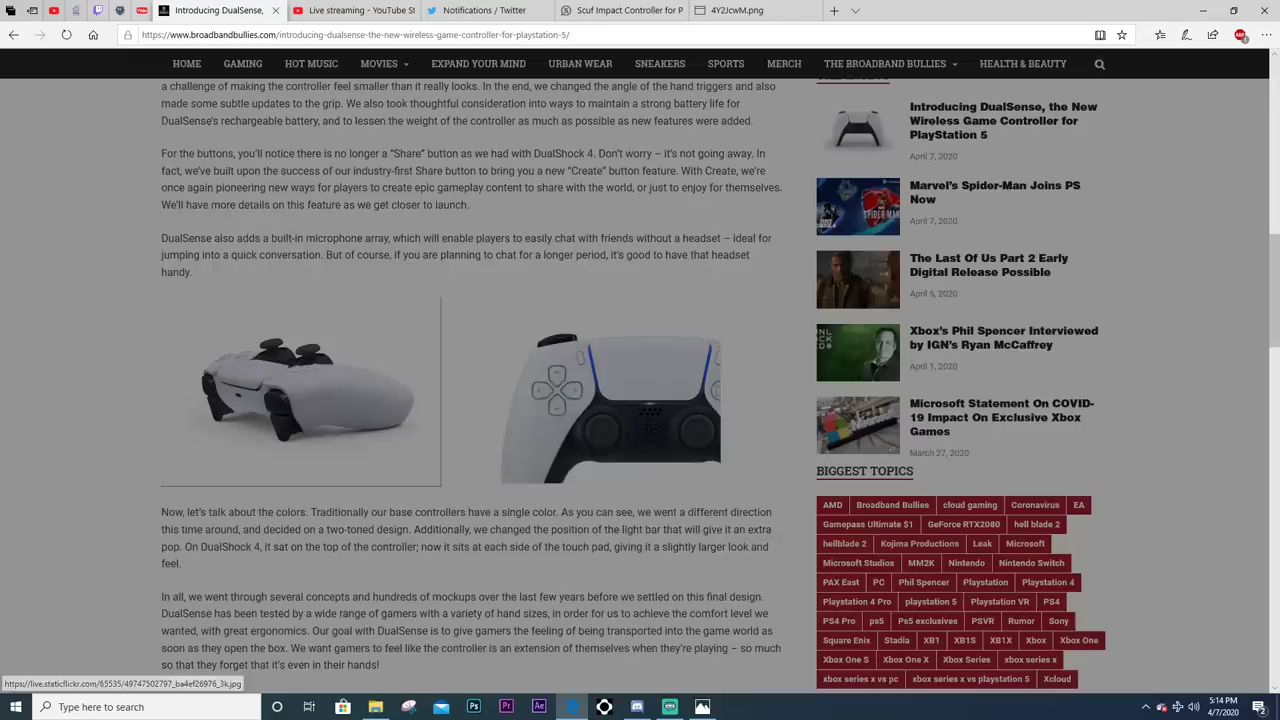 Introducing DualSense,
Live streaming - YouTube St
Notifications / Twitter
Scuf Impact Controller for P
4Y2JcwM.png
https://www.broadbandbullies.com/introducing-dualsense-the-new-wireless-game-controller-for-playstation-5/
HOME GAMING HOT MUSIC MOVIES EXPAND YOUR MIND URBAN WEAR SNEAKERS SPORTS MERCH THE BROADBAND BULLIES HEALTH & BEAUTY
a challenge of making the controller feel smaller than it really looks. In the end, we changed the angle of the hand triggers and also
made some subtle updates to the grip. We also took thoughtful consideration into ways to maintain a strong battery life for
DualSense's rechargeable battery, and to lessen the weight of the controller as much as possible as new features were added.
For the buttons, you'll notice there is no longer a “Share” button as we had with DualShock 4. Don't worry – it's not going away. In
fact, we've built upon the success of our industry-first Share button to bring you a new “Create” button feature. With Create, we're
once again pioneering new ways for players to create epic gameplay content to share with the world, or just to enjoy for themselves.
We'll have more details on this feature as we get closer to launch.
DualSense also adds a built-in microphone array, which will enable players to easily chat with friends without a headset – ideal for
jumping into a quick conversation. But of course, if you are planning to chat for a longer period, it's good to have that headset
handy.
Now, let's talk about the colors. Traditionally our base controllers have a single color. As you can see, we went a different direction
this time around, and decided on a two-toned design. Additionally, we changed the position of the light bar that will give it an extra
pop. On DualShock 4, it sat on the top of the controller; now it sits at each side of the touch pad, giving it a slightly larger look and
feel.
In all, we went through several concepts and hundreds of mockups over the last few years before we settled on this final design.
wide range of gamers with a variety of hand sizes, in order for us to achieve the comfort level we
wanted, with great ergonomics. Our goal with DualSense is to give gamers the feeling of being transported into the game world as
soon as they open the box. We want gamers to feel like the controller is an extension of themselves when they're playing – so much
so that they forget that it's even in their hands!
Introducing DualSense, the New
Wireless Game Controller for
PlayStation 5
April 7, 2020
Marvel's Spider-Man Joins PS
Now
April 7, 2020
The Last Of Us Part 2 Early
Digital Release Possible
April 5, 2020
Xbox's Phil Spencer Interviewed
by IGN's Ryan McCaffrey
April 1, 2020
Microsoft Statement On COVID-
19 Impact On Exclusive Xbox
Games
March 27, 2020
BIGGEST TOPICS
AMD Broadband Bullies cloud gaming Coronavirus EA
Gamepass Ultimate $1 GeForce RTX2080 hell blade 2
hellblade 2 Kojima Productions Leak Microsoft
Microsoft Studios MM2K Nintendo Nintendo Switch
PAX East PC Phil Spencer Playstation Playstation 4
Playstation 4 Pro playstation 5 Playstation VR PS4
PS4 Pro ps5 Ps5 exclusives PSVR Rumor Sony
Square Enix Stadia XB1 XB1S XB1X Xbox Xbox One
Xbox One S Xbox One X Xbox Series xbox series x
xbox series x vs pc xbox series x vs playstation 5 Xcloud
https://live.staticflickr.com/65535/49747502797_ba4ef26976_3k.jpg
Type here to search
5:14 PM
4/7/2020